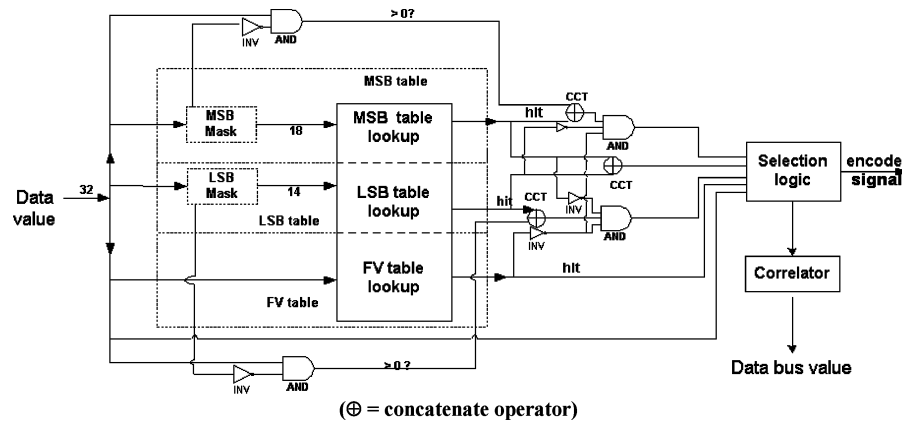 > 0?
INV
AND
MSB table
MSB
Mask
18
MSB table
lookup
hit
CCT
AND
32
Data
value
LSB
Mask
14
LSB table
lookup
LSB table
hit
CCT
INV
CCT
INV
AND
Selection
logic
encode
signal
FV table
lookup
FV table
hit
Correlator
> 0 ?
INV
AND
Data bus value
(⊕ = concatenate operator)